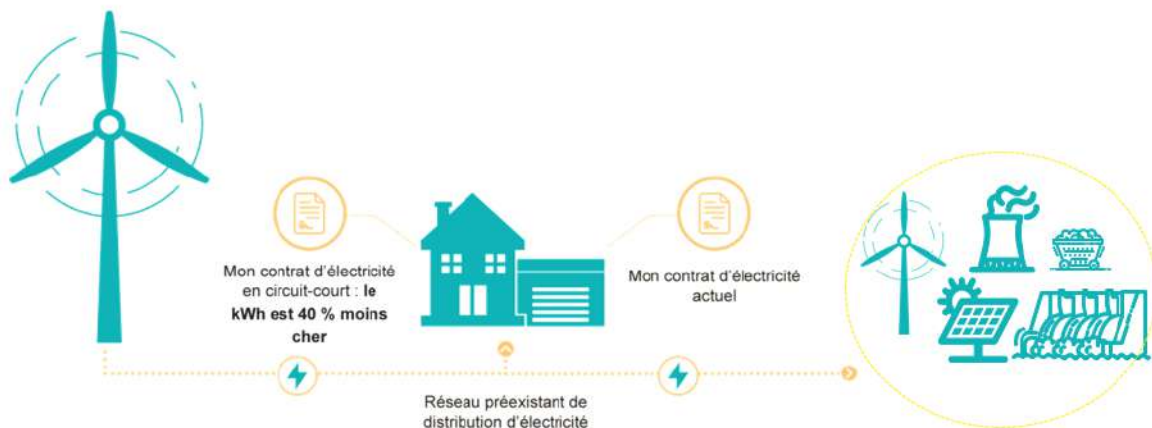 Mon contrat d'électricité
en circuit-court : le
kWh est 40 % moins
cher
Mon contrat d'électricité
actuel
Réseau préexistant de
distribution d'électricité